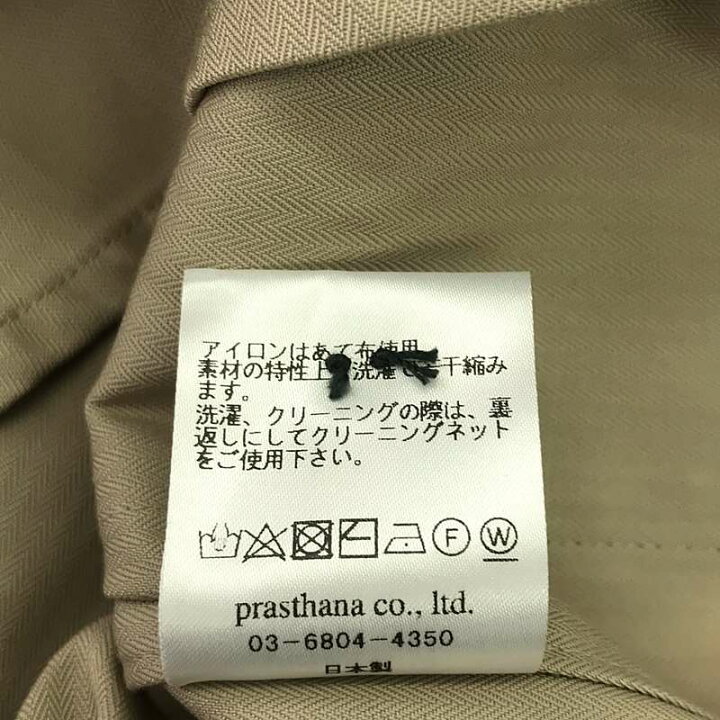 アイロンはあて布使用
素材の特性上、洗濯で若干縮み
ます。
洗濯、クリーニングの際は、裏
返しにしてクリーニングネット
をご使用下さい。
F W
prasthana co., ltd.
03-6804-4350
日本製